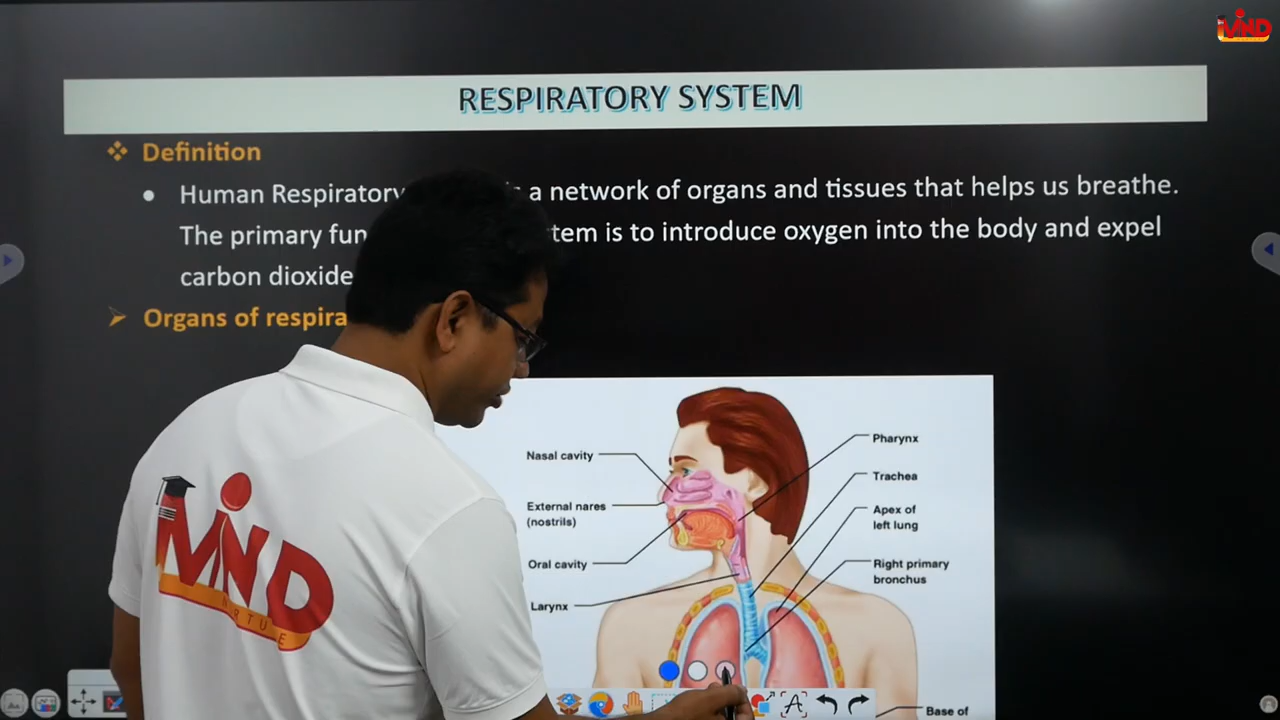 MIND
RESPIRATORY SYSTEM
Definition
Human Respiratory a network of organs and tissues that helps us breathe.
The primary fun tem is to introduce oxygen into the body and expel
carbon dioxide
Organs of respira
Nasal cavity
External nares
(nostrils)
Oral cavity
Larynx
Pharynx
Trachea
Apex of
left lung
Right primary
bronchus
Base of
MIND
VIRTUE
A